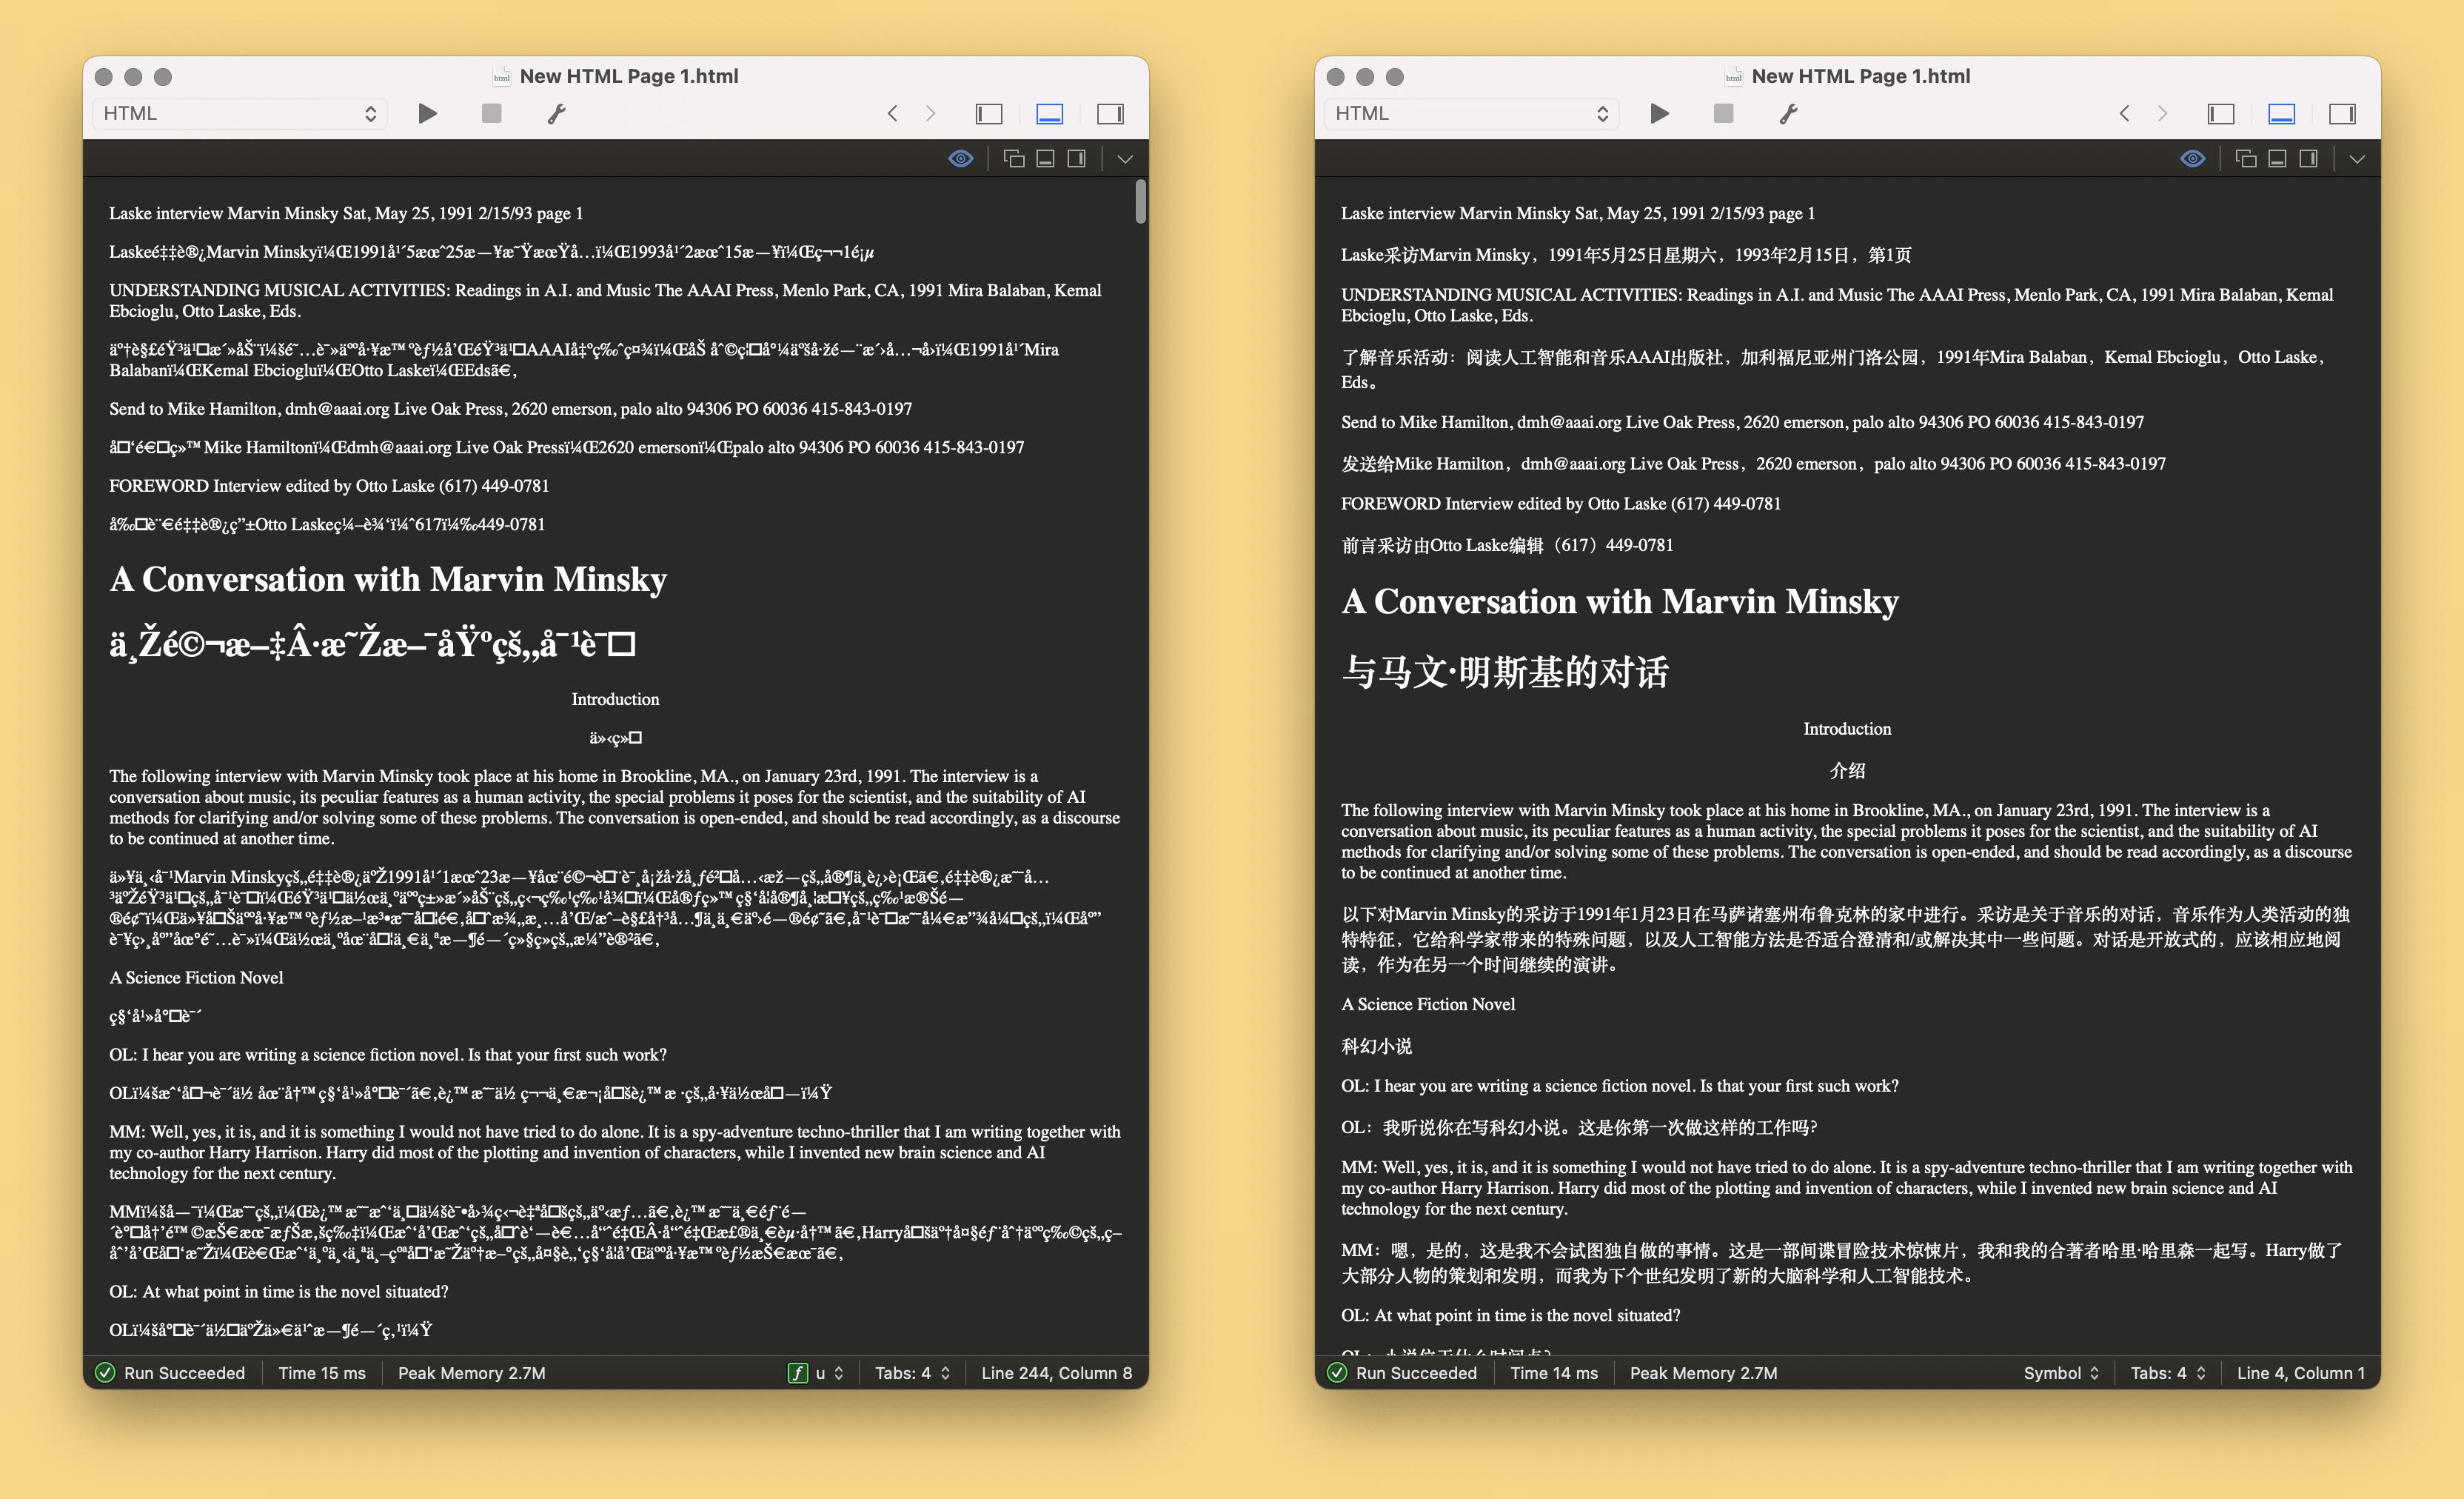 New HTML Page 1.html
HTML
Laske interview Marvin Minsky Sat, May 25, 1991 2/15/93 page 1
Laskeé‡‡è®¿Marvin Minskyï¼Œ1991å¹´5æœˆ25æ—¥æ˜ŸæœŸå…­ï¼Œ1993å¹´2æœˆ15æ—¥ï¼Œç¬¬1é¡µ
UNDERSTANDING MUSICAL ACTIVITIES: Readings in A.I. and Music The AAAI Press, Menlo Park, CA, 1991 Mira Balaban, Kemal
Ebcioglu, Otto Laske, Eds.
Balabanï¼ŒKemal Ebciogluï¼ŒOtto Laskeï¼ŒEdsã€‚
Send to Mike Hamilton, dmh@aaai.org Live Oak Press, 2620 emerson, palo alto 94306 PO 60036 415-843-0197
å□‘é€□ç»™Mike Hamiltonï¼Œdmh@aaai.org Live Oak Pressï¼Œ2620 emersonï¼Œpalo alto 94306 PO 60036 415-843-0197
FOREWORD Interview edited by Otto Laske (617) 449-0781
å‰□è¨€é‡‡è®¿ç”±Otto Laskeç¼–è¾‘ï¼ˆ617ï¼‰449-0781
A Conversation with Marvin Minsky
ä¸Žé©¬æ–‡Â·æ˜Žæ–¯åŸºçš„å¯¹è¯□
Introduction
ä»‹ç»□
The following interview with Marvin Minsky took place at his home in Brookline, MA., on January 23rd, 1991. The interview is a
conversation about music, its peculiar features as a human activity, the special problems it poses for the scientist, and the suitability of AI
methods for clarifying and/or solving some of these problems. The conversation is open-ended, and should be read accordingly, as a discourse
to be continued at another time.
A Science Fiction Novel
ç§‘å¹»å°□è¯´
OL: I hear you are writing a science fiction novel. Is that your first such work?
MM: Well, yes, it is, and it is something I would not have tried to do alone. It is a spy-adventure techno-thriller that I am writing together with
my co-author Harry Harrison. Harry did most of the plotting and invention of characters, while I invented new brain science and AI
technology for the next century.
OL: At what point in time is the novel situated?
OLï¼šå°□è¯´ä½□äºŽä»€ä¹ˆæ—¶é—´ç‚¹ï¼Ÿ
Run Succeeded Time 15 ms Peak Memory 2.7M f u Tabs: 4 Line 244, Column 8
New HTML Page 1.html
HTML
Laske interview Marvin Minsky Sat, May 25, 1991 2/15/93 page 1
Laske采访Marvin Minsky，1991年5月25日星期六，1993年2月15日，第1页
UNDERSTANDING MUSICAL ACTIVITIES: Readings in A.I. and Music The AAAI Press, Menlo Park, CA, 1991 Mira Balaban, Kemal
Ebcioglu, Otto Laske, Eds.
了解音乐活动：阅读人工智能和音乐AAAI出版社，加利福尼亚州门洛公园，1991年Mira Balaban，Kemal Ebcioglu，Otto Laske，
Eds。
Send to Mike Hamilton, dmh@aaai.org Live Oak Press, 2620 emerson, palo alto 94306 PO 60036 415-843-0197
发送给Mike Hamilton，dmh@aaai.org Live Oak Press，2620 emerson，palo alto 94306 PO 60036 415-843-0197
FOREWORD Interview edited by Otto Laske (617) 449-0781
前言采访由Otto Laske编辑（617）449-0781
A Conversation with Marvin Minsky
与马文·明斯基的对话
Introduction
介绍
The following interview with Marvin Minsky took place at his home in Brookline, MA., on January 23rd, 1991. The interview is a
conversation about music, its peculiar features as a human activity, the special problems it poses for the scientist, and the suitability of AI
methods for clarifying and/or solving some of these problems. The conversation is open-ended, and should be read accordingly, as a discourse
to be continued at another time.
以下对Marvin Minsky的采访于1991年1月23日在马萨诸塞州布鲁克林的家中进行。采访是关于音乐的对话，音乐作为人类活动的独
特特征，它给科学家带来的特殊问题，以及人工智能方法是否适合澄清和/或解决其中一些问题。对话是开放式的，应该相应地阅
读，作为在另一个时间继续的演讲。
A Science Fiction Novel
科幻小说
OL: I hear you are writing a science fiction novel. Is that your first such work?
OL：我听说你在写科幻小说。这是你第一次做这样的工作吗？
MM: Well, yes, it is, and it is something I would not have tried to do alone. It is a spy-adventure techno-thriller that I am writing together with
my co-author Harry Harrison. Harry did most of the plotting and invention of characters, while I invented new brain science and AI
technology for the next century.
MM：嗯，是的，这是我不会试图独自做的事情。这是一部间谍冒险技术惊悚片，我和我的合著者哈里·哈里森一起写。Harry做了
大部分人物的策划和发明，而我为下个世纪发明了新的大脑科学和人工智能技术。
OL: At what point in time is the novel situated?
OL：小说位于什么时间点？
Run Succeeded Time 14 ms Peak Memory 2.7M Symbol Tabs: 4 Line 4, Column 1